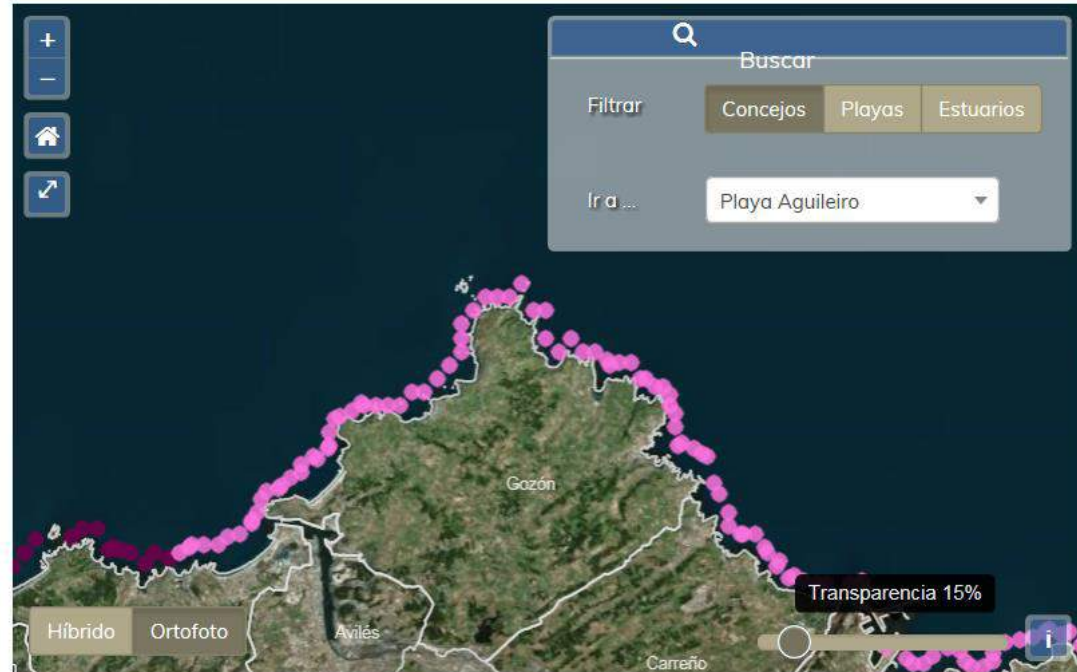 +
−
Buscar
Filtrar
Concejos
Playas
Estuarios
Ir a ...
Playa Aguileiro
Gozón
Transparencia 15%
Híbrido
Ortofoto
Avilés
Carreño
i